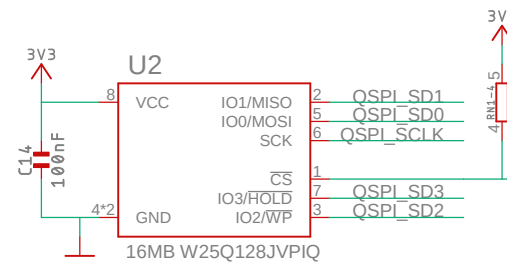 3V3
3V
U2
8
VCC
IO1/MISO
2
QSPI_SD1
IO0/MOSI
5
QSPI_SD0
SCK
6
QSPI_SCLK
C14
100nF
CS
1
IO3/HOLD
7
QSPI_SD3
4*2
GND
IO2/WP
3
QSPI_SD2
5
RN1-4
4
16MB W25Q128JVPIQ